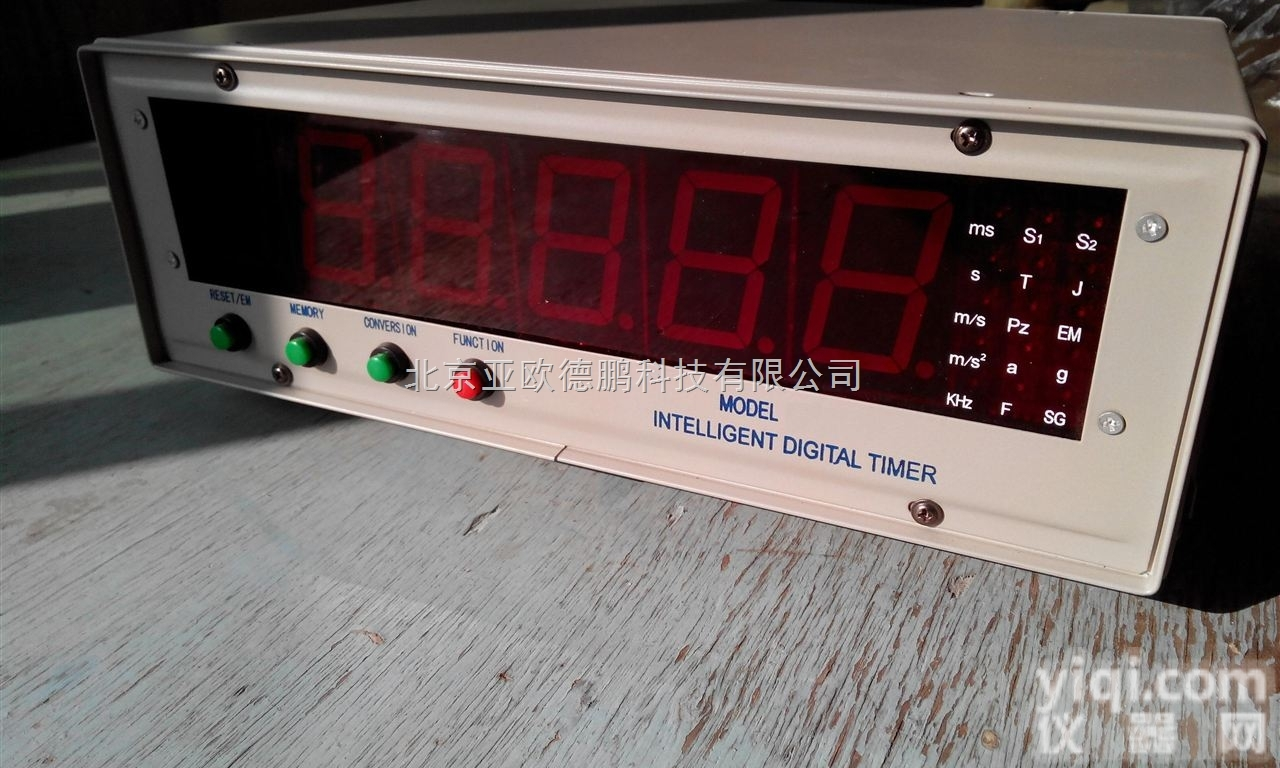 ms S1 S2
s T J
m/s Pz EM
m/s² a g
KHz F SG
RESET/EM MEMORY CONVERSION FUNCTION
北京亚欧德鹏科技有限公司
MODEL
INTELLIGENT DIGITAL TIMER
yiqi.com
仪器网